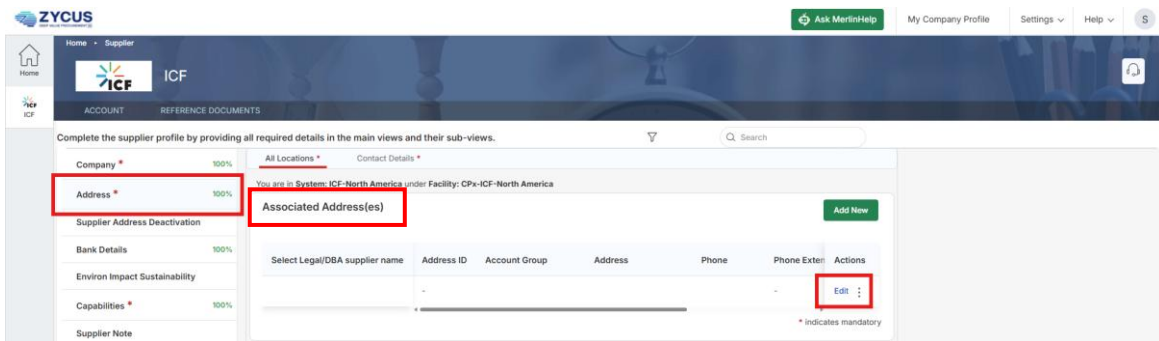 ZYCUS
Ask MerlinHelp
My Company Profile
Settings
Help
S
Home
ICF
Home • Supplier
ICF
ICF
ACCOUNT
REFERENCE DOCUMENTS
Complete the supplier profile by providing all required details in the main views and their sub-views.
Search
Company * 100%
Address * 100%
Supplier Address Deactivation
Bank Details 100%
Environ Impact Sustainability
Capabilities * 100%
Supplier Note
All Locations *
Contact Details *
You are in System: ICF-North America under Facility: CPx-ICF-North America
Associated Address(es)
Add New
Select Legal/DBA supplier name Address ID Account Group Address Phone Phone Exten Actions
- - Edit
* indicates mandatory